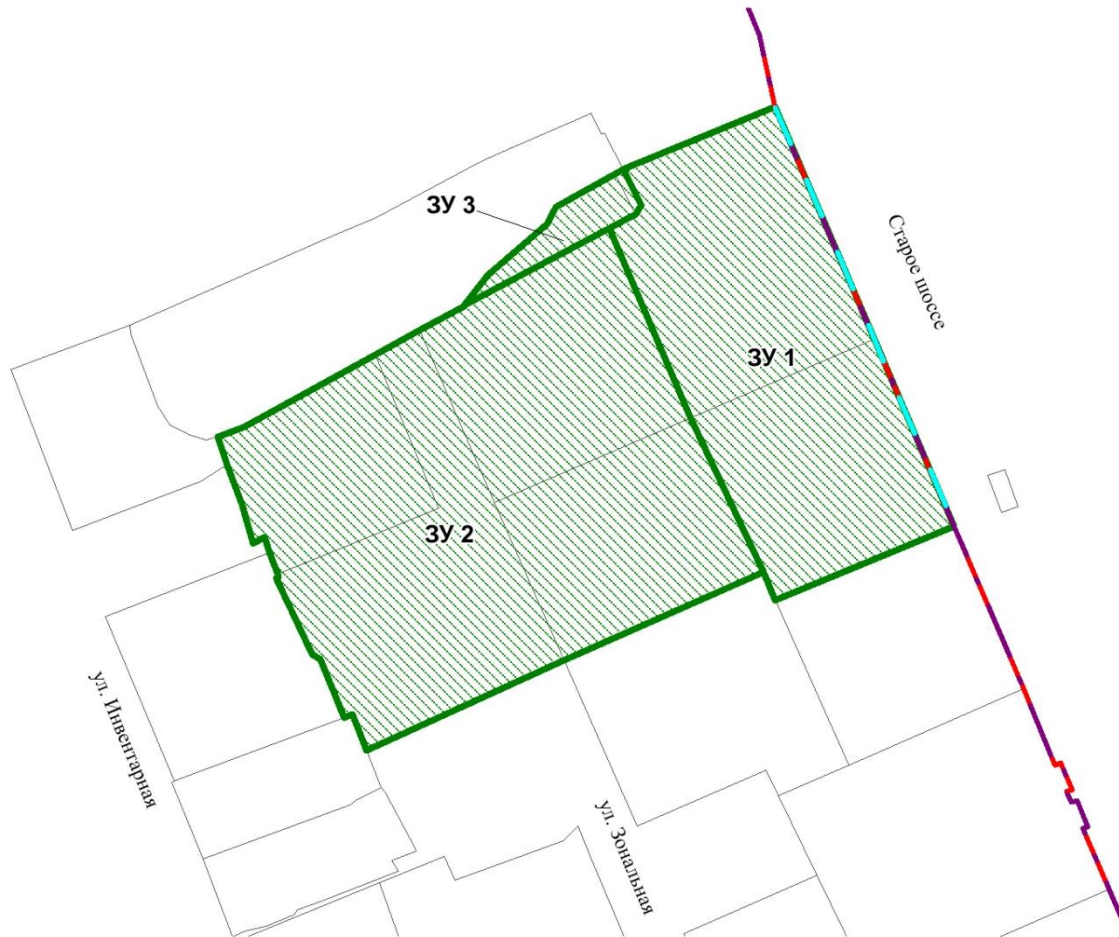 ЗУ 3
Старое шоссе
ЗУ 1
ЗУ 2
ул. Инвентарная
ул. Зональная